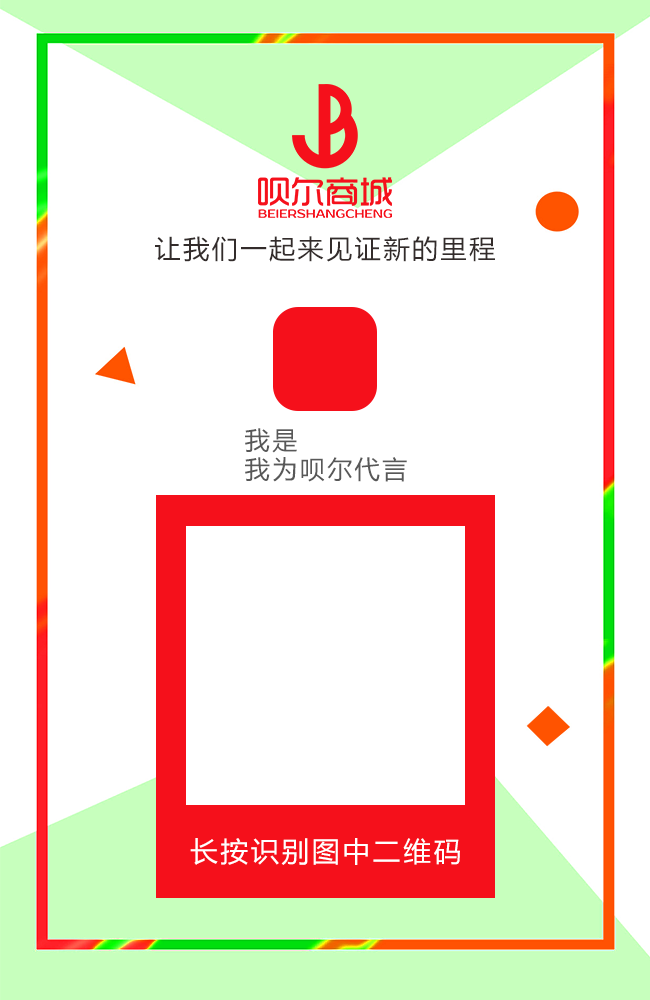 呗尔商城
BEIERSHANGCHENG
让我们一起来见证新的里程
我是
我为呗尔代言
长按识别图中二维码